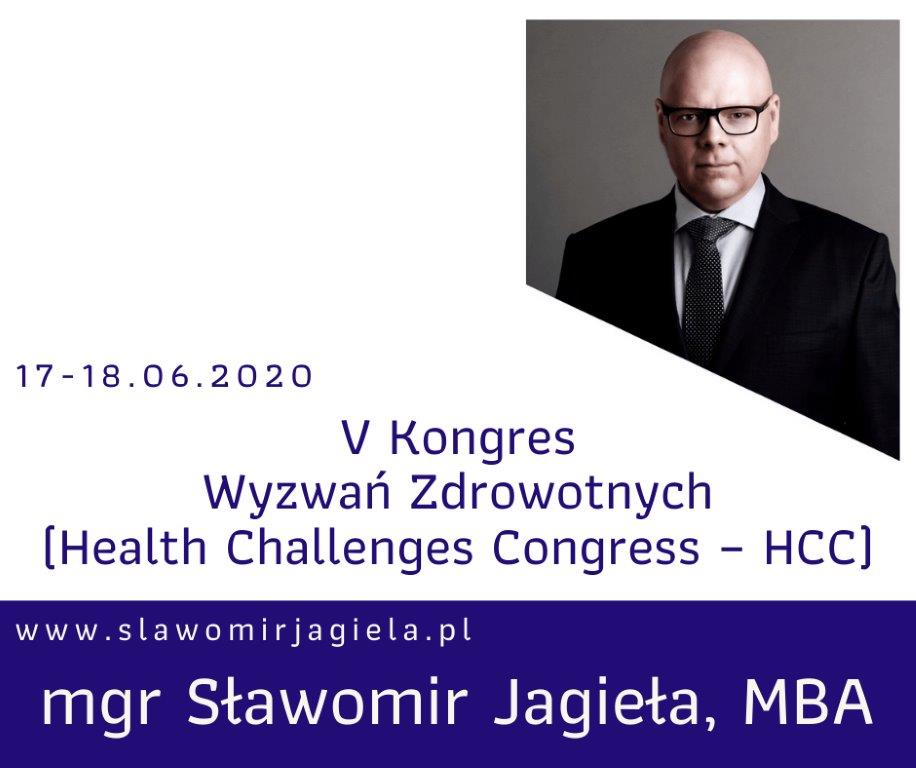 17-18.06.2020
V Kongres
Wyzwań Zdrowotnych
(Health Challenges Congress – HCC)
www.slawomirjagiela.pl
mgr Sławomir Jagieła, MBA